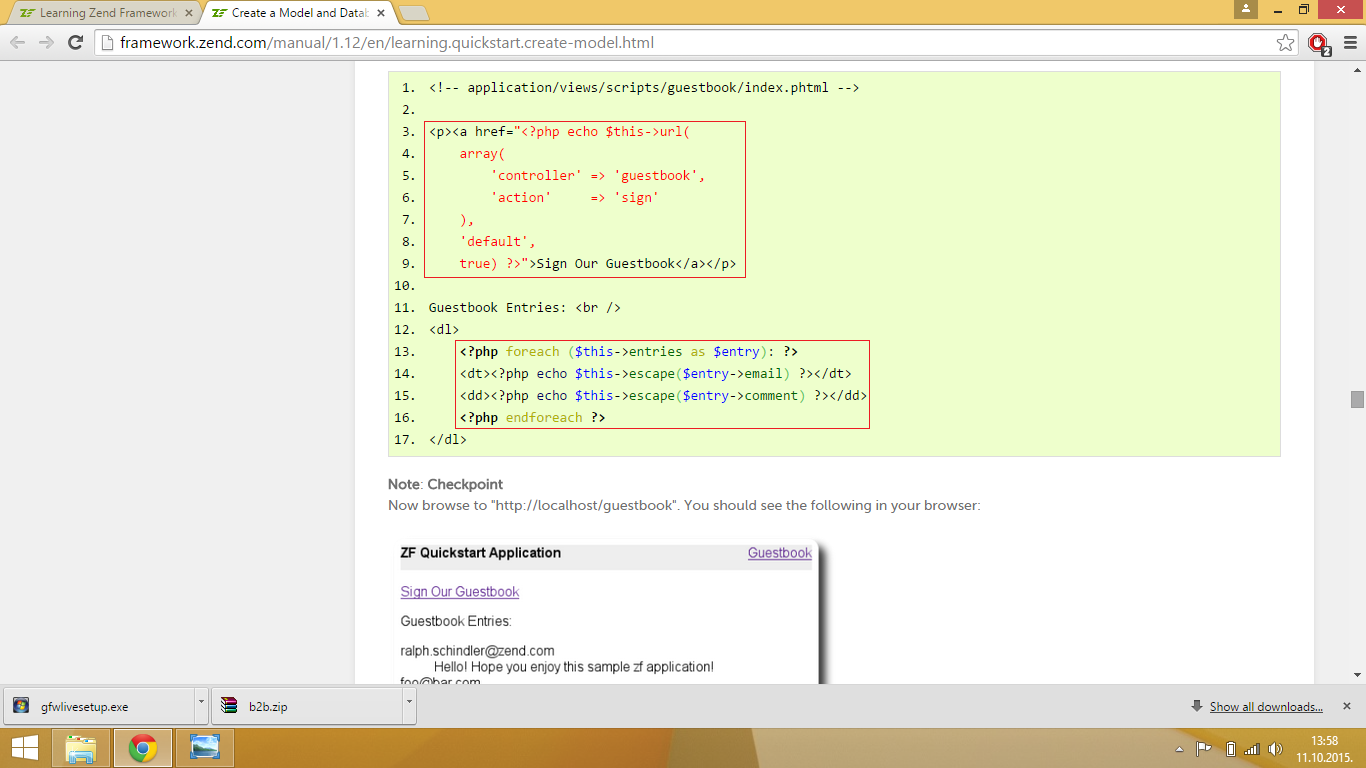 Learning Zend Framework
Create a Model and Datab
framework.zend.com/manual/1.12/en/learning.quickstart.create-model.html
2
1. <!-- application/views/scripts/guestbook/index.phtml -->
2.
3. <p><a href="<?php echo $this->url(
4. array(
5. 'controller' => 'guestbook',
6. 'action' => 'sign'
7. ),
8. 'default',
9. true) ?>">Sign Our Guestbook</a></p>
10.
11. Guestbook Entries: <br />
12. <dl>
13. <?php foreach ($this->entries as $entry): ?>
14. <dt><?php echo $this->escape($entry->email) ?></dt>
15. <dd><?php echo $this->escape($entry->comment) ?></dd>
16. <?php endforeach ?>
17. </dl>
Note: Checkpoint
Now browse to "http://localhost/guestbook". You should see the following in your browser:
ZF Quickstart Application Guestbook
Sign Our Guestbook
Guestbook Entries:
ralph.schindler@zend.com
Hello! Hope you enjoy this sample zf application!
foo@bar.com
gfwlivesetup.exe
b2b.zip
Show all downloads...
13:58
11.10.2015.